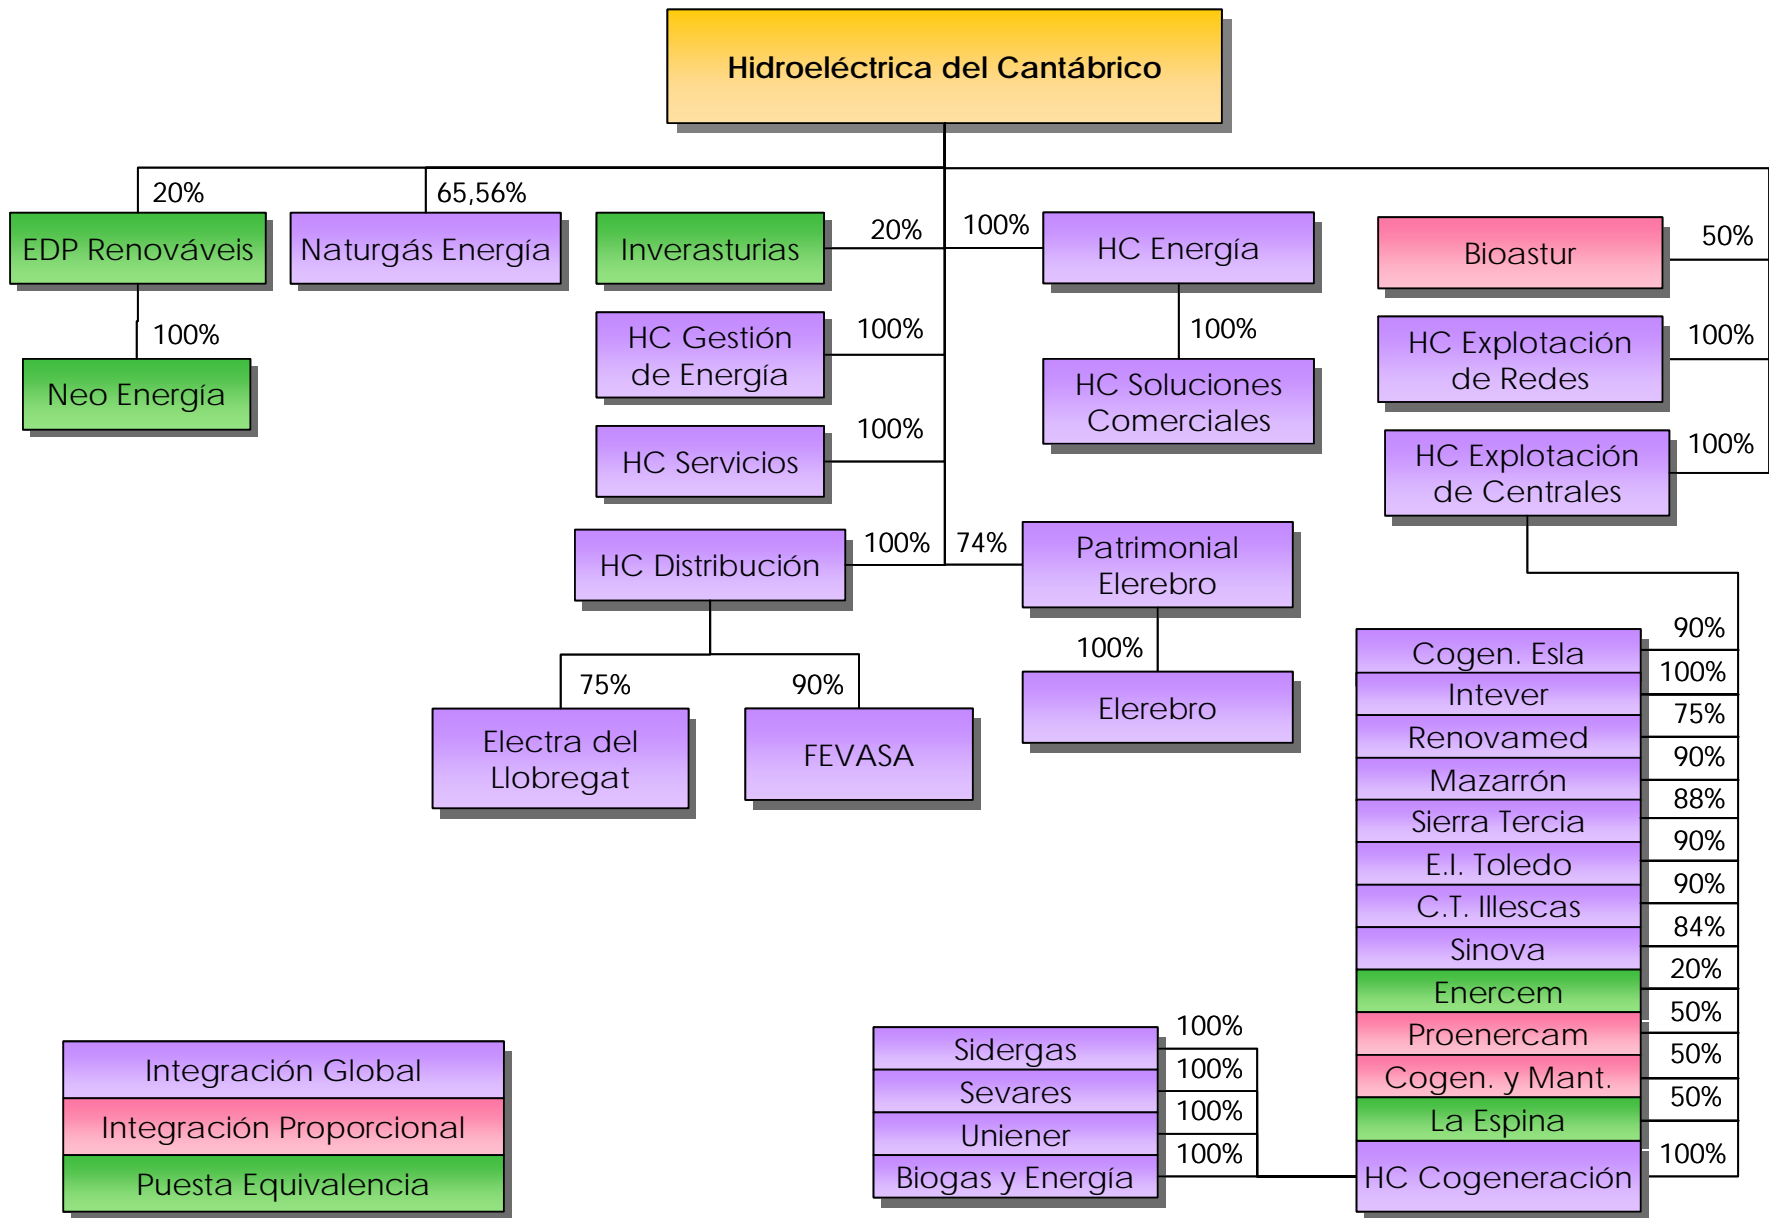 Hidroeléctrica del Cantábrico
20%
65,56%
EDP Renováveis
Naturgás Energía
Inverasturias
20%
100%
HC Energía
Bioastur
50%
100%
Neo Energía
HC Gestión
de Energía
100%
100%
HC Soluciones
Comerciales
HC Explotación
de Redes
100%
HC Servicios
100%
HC Explotación
de Centrales
100%
HC Distribución
100%
74%
Patrimonial
Elerebro
75%
90%
100%
Electra del
Llobregat
FEVASA
Elerebro
Cogen. Esla
90%
Intever
100%
Renovamed
75%
Mazarrón
90%
Sierra Tercia
88%
E.I. Toledo
90%
C.T. Illescas
90%
Sinova
84%
Enercem
20%
Proenercam
50%
Cogen. y Mant.
50%
La Espina
50%
HC Cogeneración
100%
Sidergas
100%
Sevares
100%
Uniener
100%
Biogas y Energía
100%
Integración Global
Integración Proporcional
Puesta Equivalencia